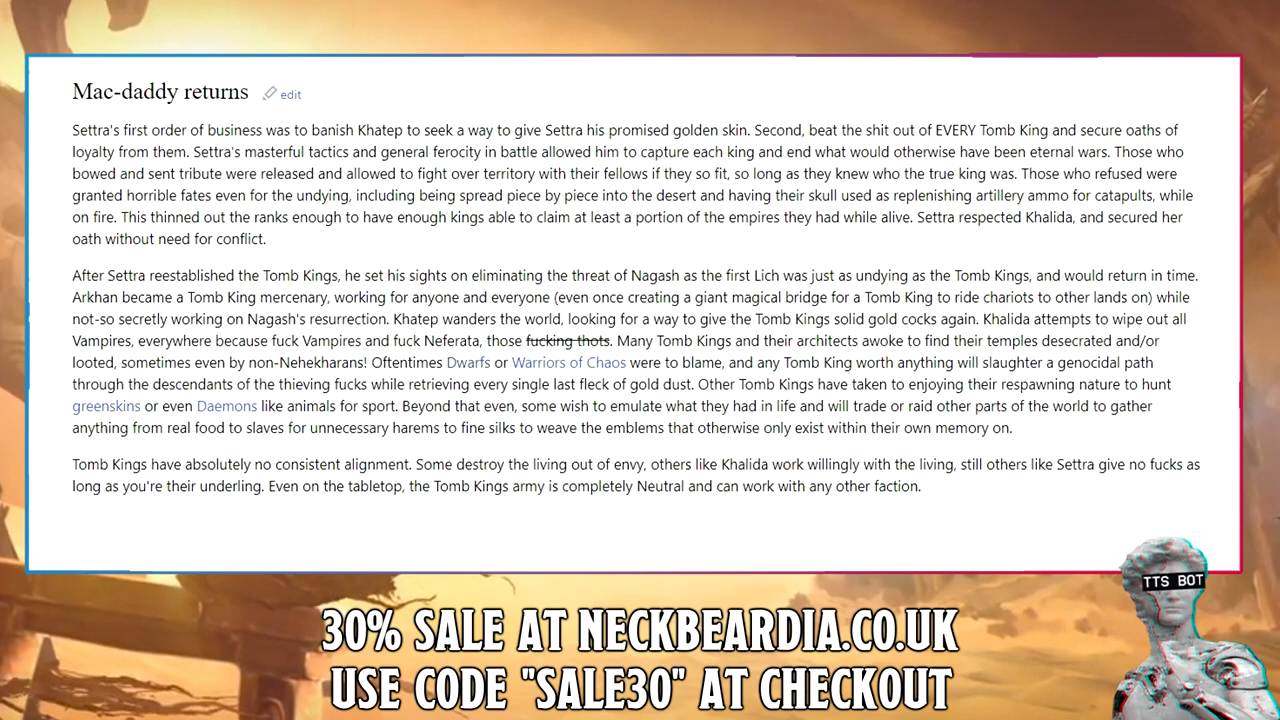 Mac-daddy returns edit
Settra's first order of business was to banish Khatep to seek a way to give Settra his promised golden skin. Second, beat the shit out of EVERY Tomb King and secure oaths of
loyalty from them. Settra's masterful tactics and general ferocity in battle allowed him to capture each king and end what would otherwise have been eternal wars. Those who
bowed and sent tribute were released and allowed to fight over territory with their fellows if they so fit, so long as they knew who the true king was. Those who refused were
granted horrible fates even for the undying, including being spread piece by piece into the desert and having their skull used as replenishing artillery ammo for catapults, while
on fire. This thinned out the ranks enough to have enough kings able to claim at least a portion of the empires they had while alive. Settra respected Khalida, and secured her
oath without need for conflict.
After Settra reestablished the Tomb Kings, he set his sights on eliminating the threat of Nagash as the first Lich was just as undying as the Tomb Kings, and would return in time.
Arkhan became a Tomb King mercenary, working for anyone and everyone (even once creating a giant magical bridge for a Tomb King to ride chariots to other lands on) while
not-so secretly working on Nagash's resurrection. Khatep wanders the world, looking for a way to give the Tomb Kings solid gold cocks again. Khalida attempts to wipe out all
Vampires, everywhere because fuck Vampires and fuck Neferata, those fucking thots. Many Tomb Kings and their architects awoke to find their temples desecrated and/or
looted, sometimes even by non-Nehekharans! Oftentimes Dwarfs or Warriors of Chaos were to blame, and any Tomb King worth anything will slaughter a genocidal path
through the descendants of the thieving fucks while retrieving every single last fleck of gold dust. Other Tomb Kings have taken to enjoying their respawning nature to hunt
greenskins or even Daemons like animals for sport. Beyond that even, some wish to emulate what they had in life and will trade or raid other parts of the world to gather
anything from real food to slaves for unnecessary harems to fine silks to weave the emblems that otherwise only exist within their own memory on.
Tomb Kings have absolutely no consistent alignment. Some destroy the living out of envy, others like Khalida work willingly with the living, still others like Settra give no fucks as
long as you're their underling. Even on the tabletop, the Tomb Kings army is completely Neutral and can work with any other faction.
TTS BOT
30% SALE AT NECKBEARDIA.CO.UK
USE CODE "SALE30" AT CHECKOUT